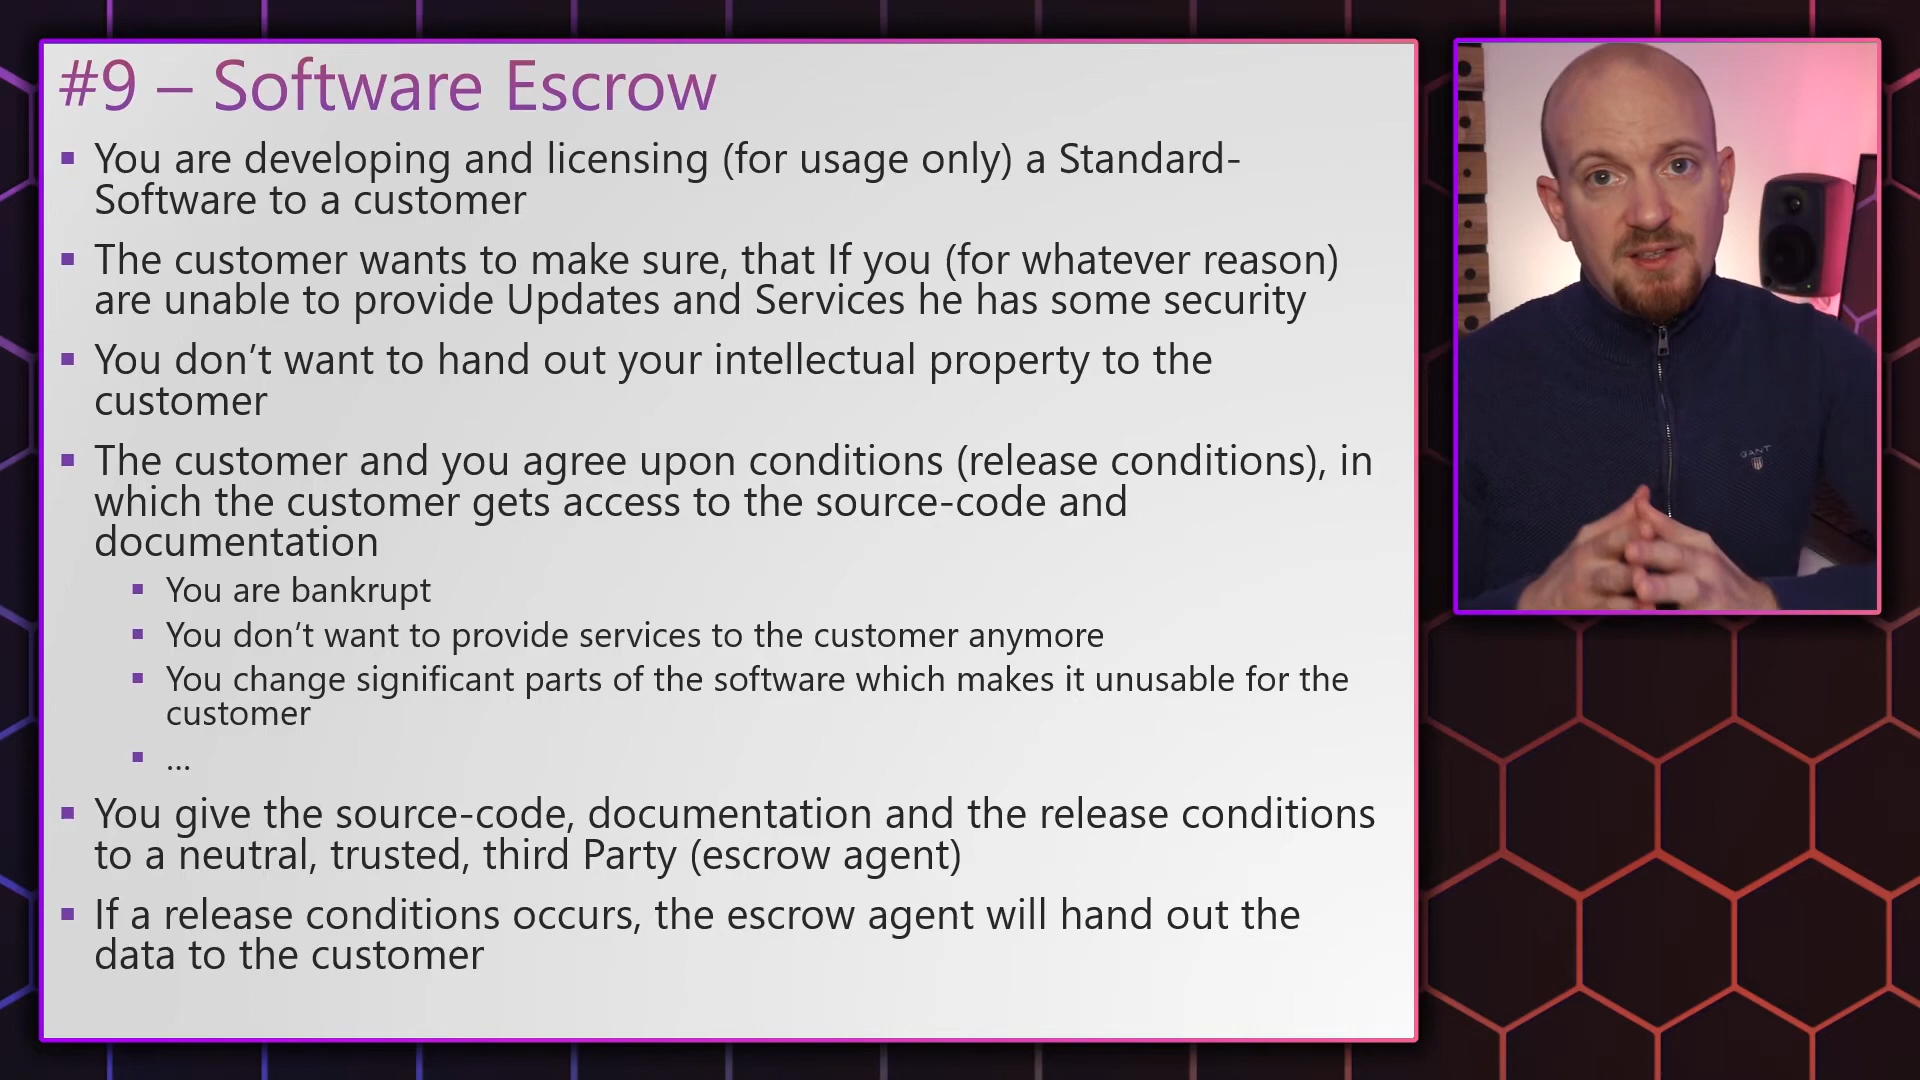 #9 – Software Escrow
You are developing and licensing (for usage only) a Standard-
Software to a customer
The customer wants to make sure, that If you (for whatever reason)
are unable to provide Updates and Services he has some security
You don’t want to hand out your intellectual property to the
customer
The customer and you agree upon conditions (release conditions), in
which the customer gets access to the source-code and
documentation
You are bankrupt
You don’t want to provide services to the customer anymore
You change significant parts of the software which makes it unusable for the
customer
...
You give the source-code, documentation and the release conditions
to a neutral, trusted, third Party (escrow agent)
If a release conditions occurs, the escrow agent will hand out the
data to the customer
GANT